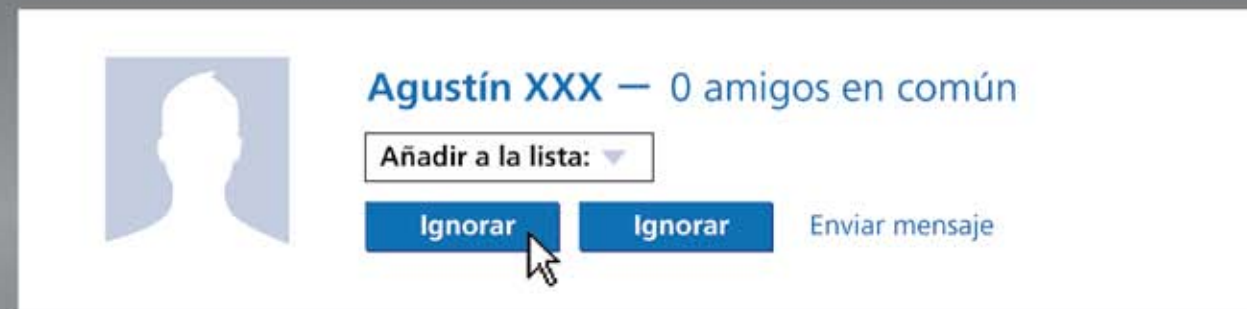 Agustín XXX — 0 amigos en común
Añadir a la lista:
Ignorar Ignorar Enviar mensaje